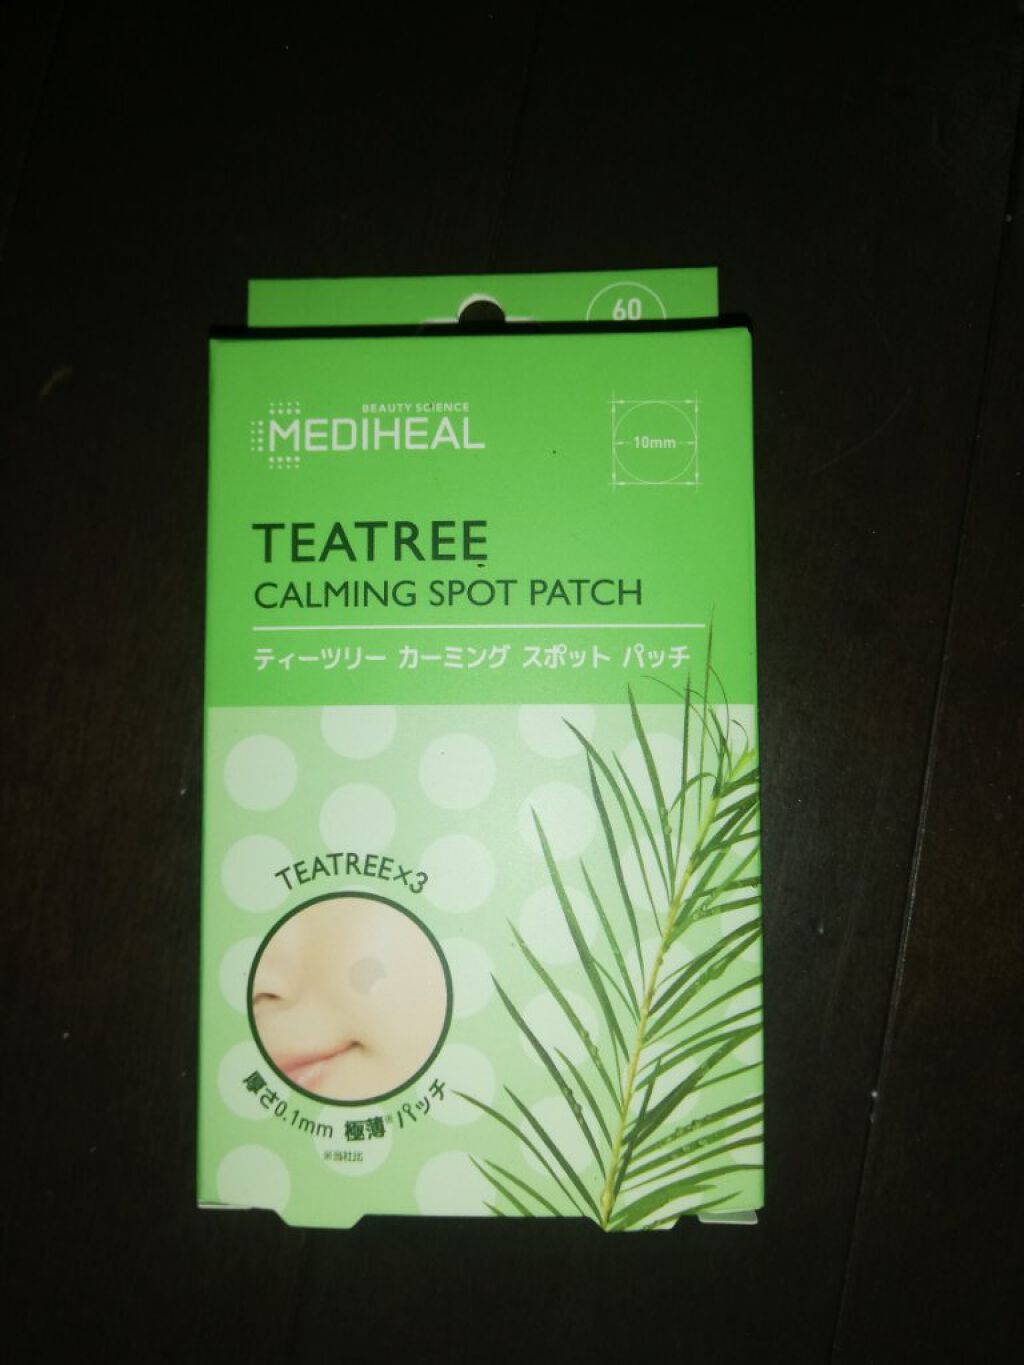 60
BEAUTY SCIENCE
MEDIHEAL
10mm
TEATREE
CALMING SPOT PATCH
ティーツリー カーミング スポット パッチ
TEATREE×3
厚さ0.1mm 極薄※パッチ
※当社比